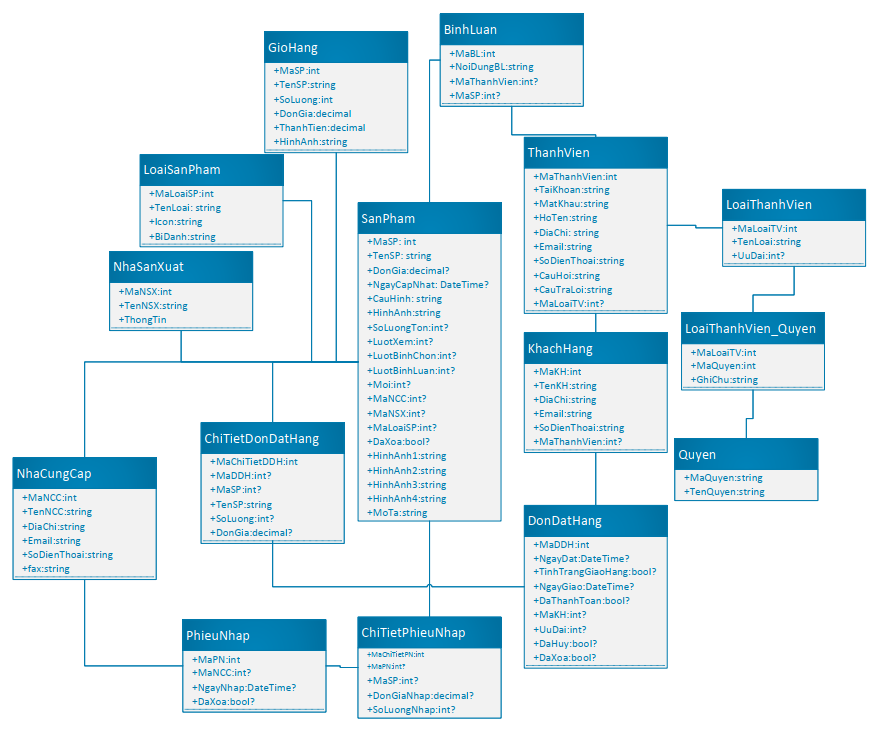 BinhLuan
+MaBL:int
+NoiDungBL:string
+MaThanhVien:int?
+MaSP:int?
GioHang
+MaSP:int
+TenSP:string
+SoLuong:int
+DonGia:decimal
+ThanhTien:decimal
+HinhAnh:string
ThanhVien
+MaThanhVien:int
+TaiKhoan:string
+MatKhau:string
+HoTen:string
+DiaChi: string
+Email:string
+SoDienThoai:string
+CauHoi:string
+CauTraLoi:string
+MaLoaiTV:int?
LoaiSanPham
+MaLoaiSP:int
+TenLoai: string
+Icon:string
+BiDanh:string
LoaiThanhVien
+MaLoaiTV:int
+TenLoai:string
+UuDai:int?
SanPham
+MaSP: int
+TenSP: string
+DonGia:decimal?
+NgayCapNhat: DateTime?
+CauHinh: string
+HinhAnh:string
+SoLuongTon:int?
+LuotXem:int?
+LuotBinhChon:int?
+LuotBinhLuan:int?
+Moi:int?
+MaNCC:int?
+MaNSX:int?
+MaLoaiSP:int?
+DaXoa:bool?
+HinhAnh1:string
+HinhAnh2:string
+HinhAnh3:string
+HinhAnh4:string
+MoTa:string
NhaSanXuat
+MaNSX:int
+TenNSX:string
+ThongTin
LoaiThanhVien_Quyen
+MaLoaiTV:int
+MaQuyen:int
+GhiChu:string
KhachHang
+MaKH:int
+TenKH:string
+DiaChi:string
+Email:string
+SoDienThoai:string
+MaThanhVien:int?
ChiTietDonDatHang
+MaChiTietDDH:int
+MaDDH:int?
+MaSP:int?
+TenSP:string
+SoLuong:int?
+DonGia:decimal?
Quyen
+MaQuyen:string
+TenQuyen:string
NhaCungCap
+MaNCC:int
+TenNCC:string
+DiaChi:string
+Email:string
+SoDienThoai:string
+fax:string
DonDatHang
+MaDDH:int
+NgayDat:DateTime?
+TinhTrangGiaoHang:bool?
+NgayGiao:DateTime?
+DaThanhToan:bool?
+MaKH:int?
+UuDai:int?
+DaHuy:bool?
+DaXoa:bool?
PhieuNhap
+MaPN:int
+MaNCC:int?
+NgayNhap:DateTime?
+DaXoa:bool?
ChiTietPhieuNhap
+MaChiTietPN:int
+MaPN:int?
+MaSP:int?
+DonGiaNhap:decimal?
+SoLuongNhap:int?